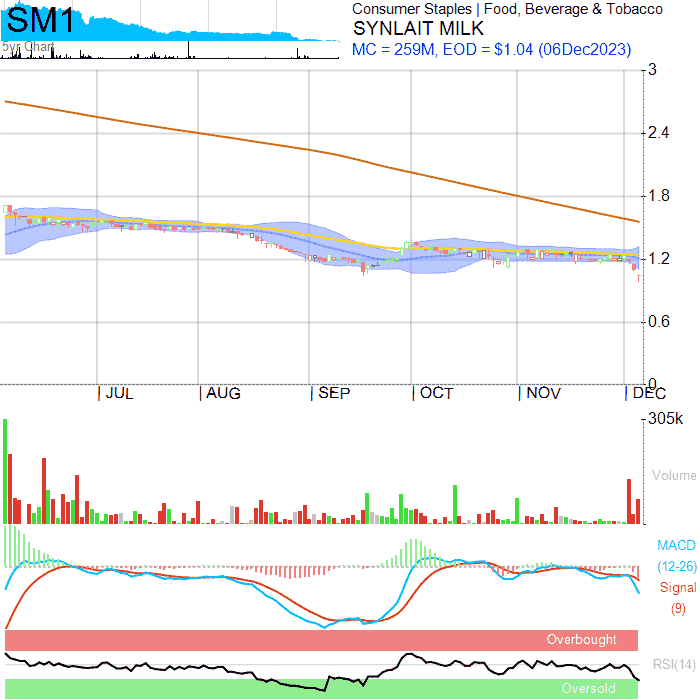 SM1
5yr Chart
Consumer Staples | Food, Beverage & Tobacco
SYNLAIT MILK
MC = 259M, EOD = $1.04 (06Dec2023)
3
2.4
1.8
1.2
0.6
0
JUL AUG SEP OCT NOV DEC
305k
Volume
MACD
(12-26)
Signal
(9)
Overbought
RSI(14)
Oversold